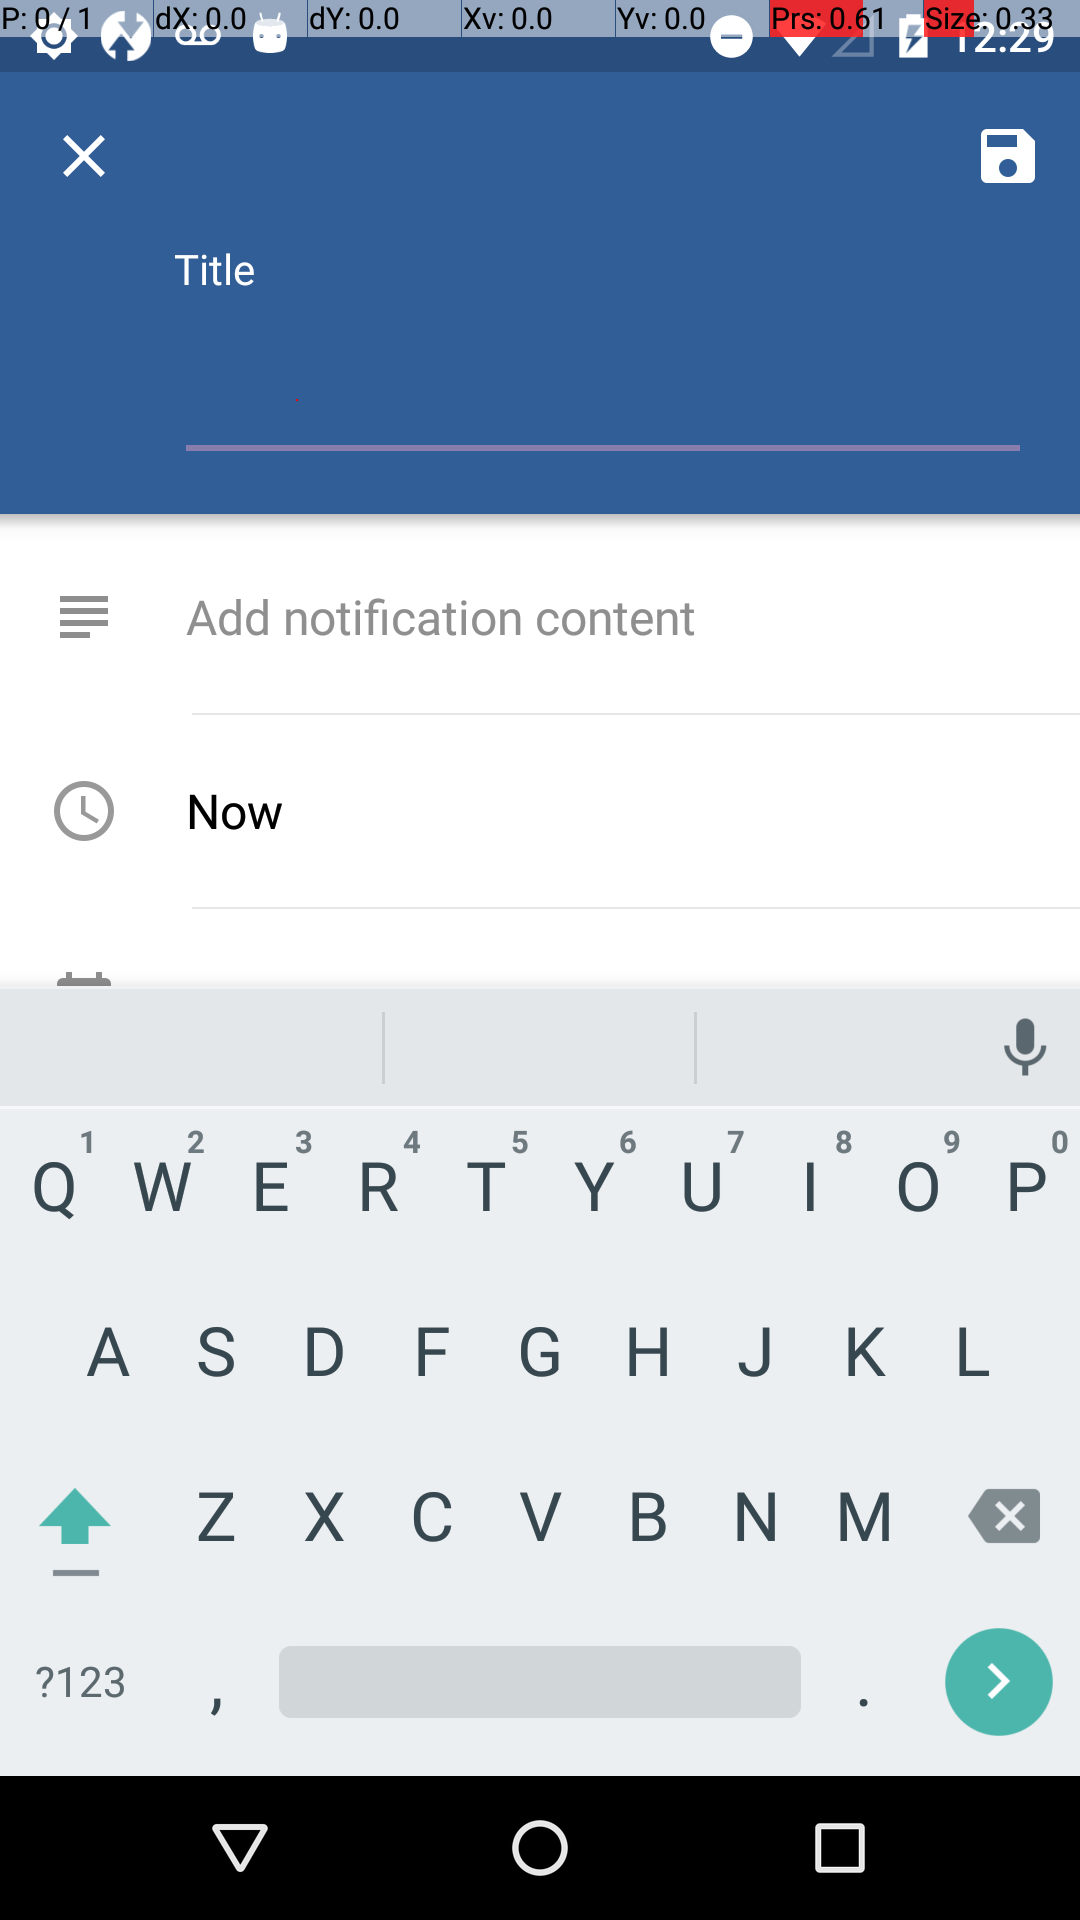 P: 0 / 1 dX: 0.0 dY: 0.0 Xv: 0.0 Yv: 0.0 Prs: 0.61 Size: 0.33
12:29
Title
Add notification content
Now
1 2 3 4 5 6 7 8 9 0
Q W E R T Y U I O P
A S D F G H J K L
Z X C V B N M
?123 , .